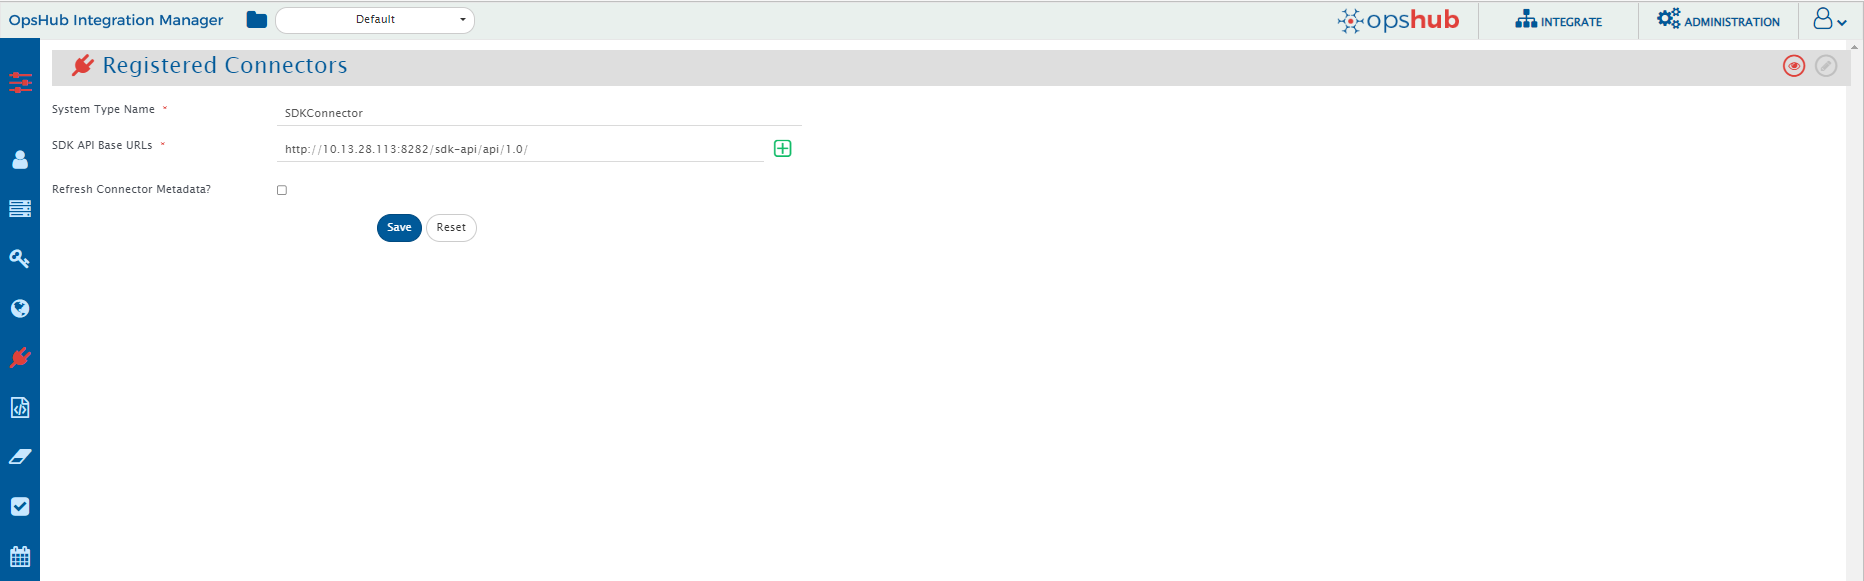 OpsHub Integration Manager
Default
opshub
INTEGRATE
ADMINISTRATION
Registered Connectors
System Type Name *
SDKConnector
SDK API Base URLs *
http://10.13.28.113:8282/sdk-api/api/1.0/
Refresh Connector Metadata?
Save
Reset